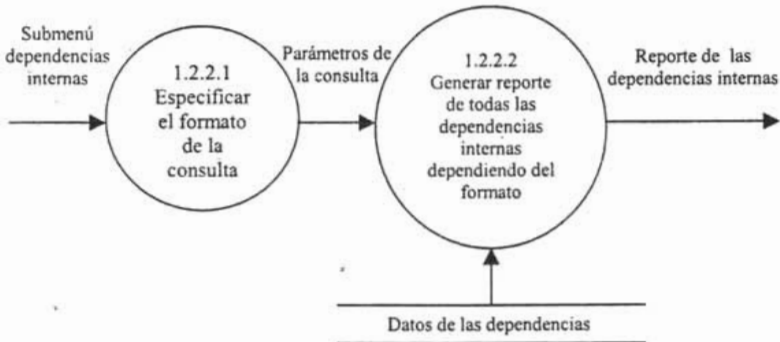 Submenú
dependencias
internas
1.2.2.1
Especificar
el formato
de la
consulta
Parámetros de
la consulta
1.2.2.2
Generar reporte
de todas las
dependencias
internas
dependiendo del
formato
Reporte de las
dependencias internas
Datos de las dependencias